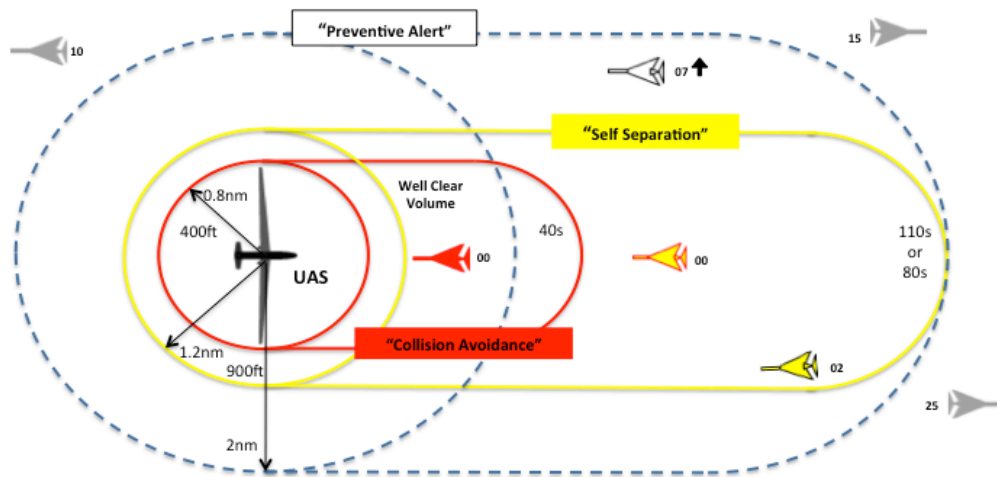 “Preventive Alert”
10
15
07
“Self Separation”
0.8nm
Well Clear
Volume
400ft
40s
110s
or
80s
00
00
UAS
“Collision Avoidance”
1.2nm
900ft
02
25
2nm